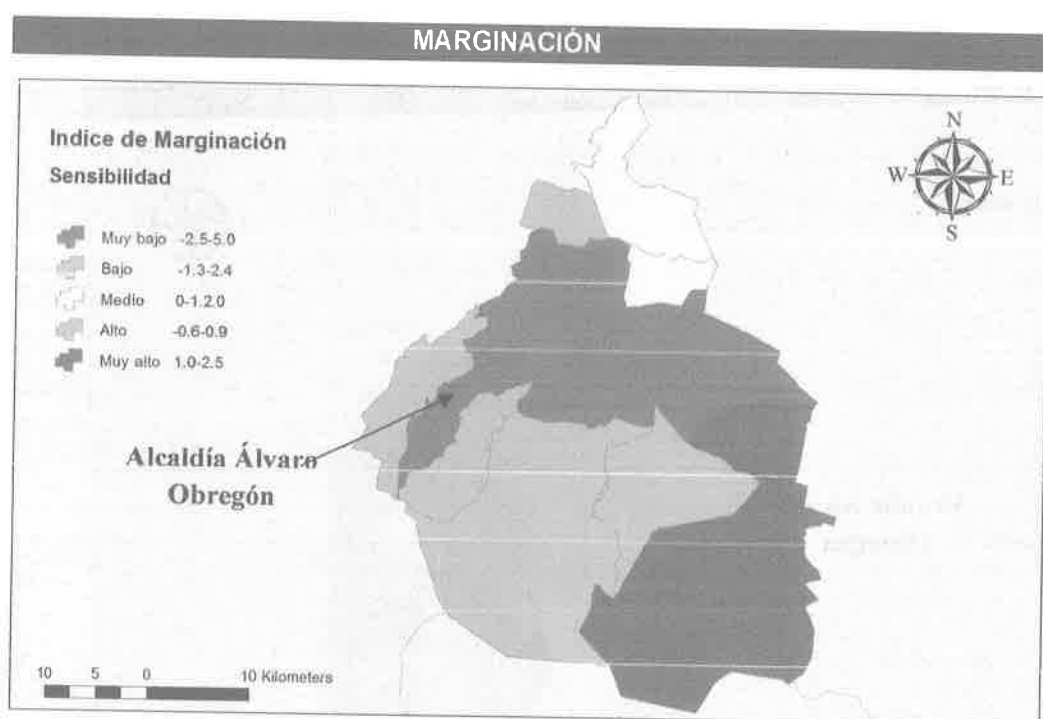 MARGINACIÓN
Indice de Marginación
Sensibilidad
Muy bajo -2.5-5.0
Bajo -1.3-2.4
Medio 0-1.2.0
Alto -0.6-0.9
Muy alto 1.0-2.5
N
W E
S
Alcaldía Álvaro
Obregón
10 5 0 10 Kilometers